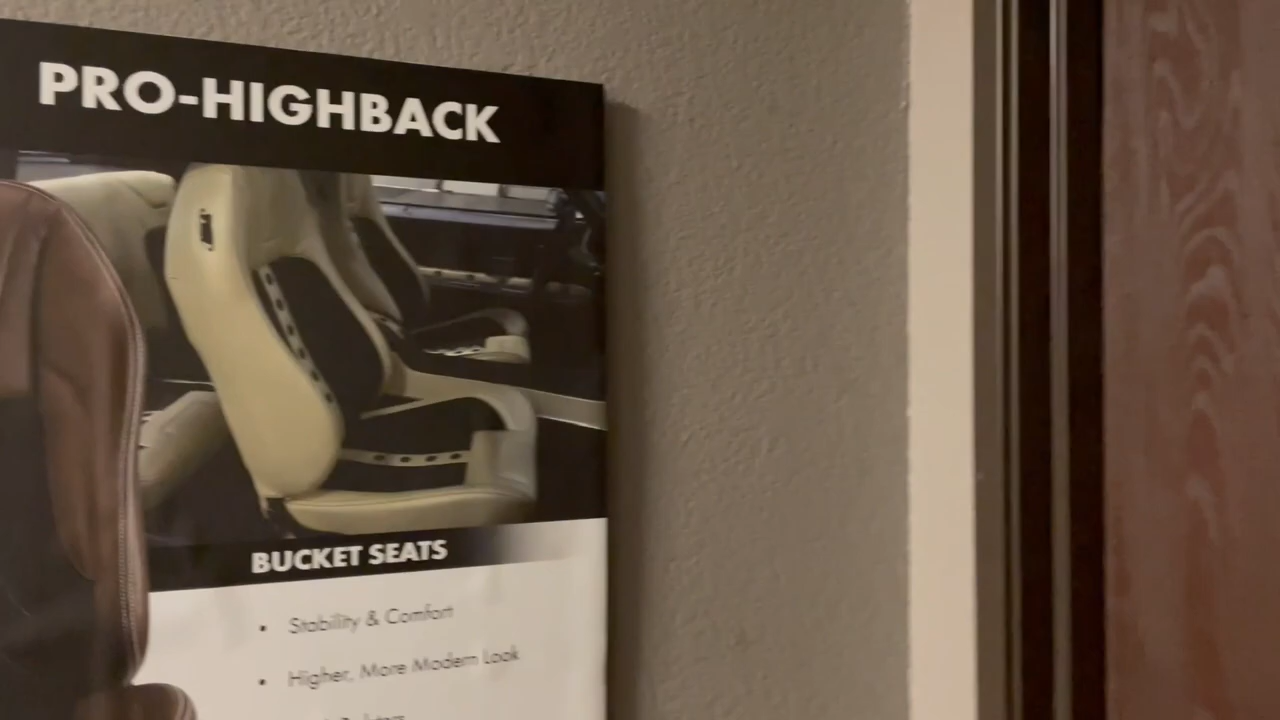 PRO-HIGHBACK
BUCKET SEATS
• Stability & Comfort
• Higher, More Modern Look